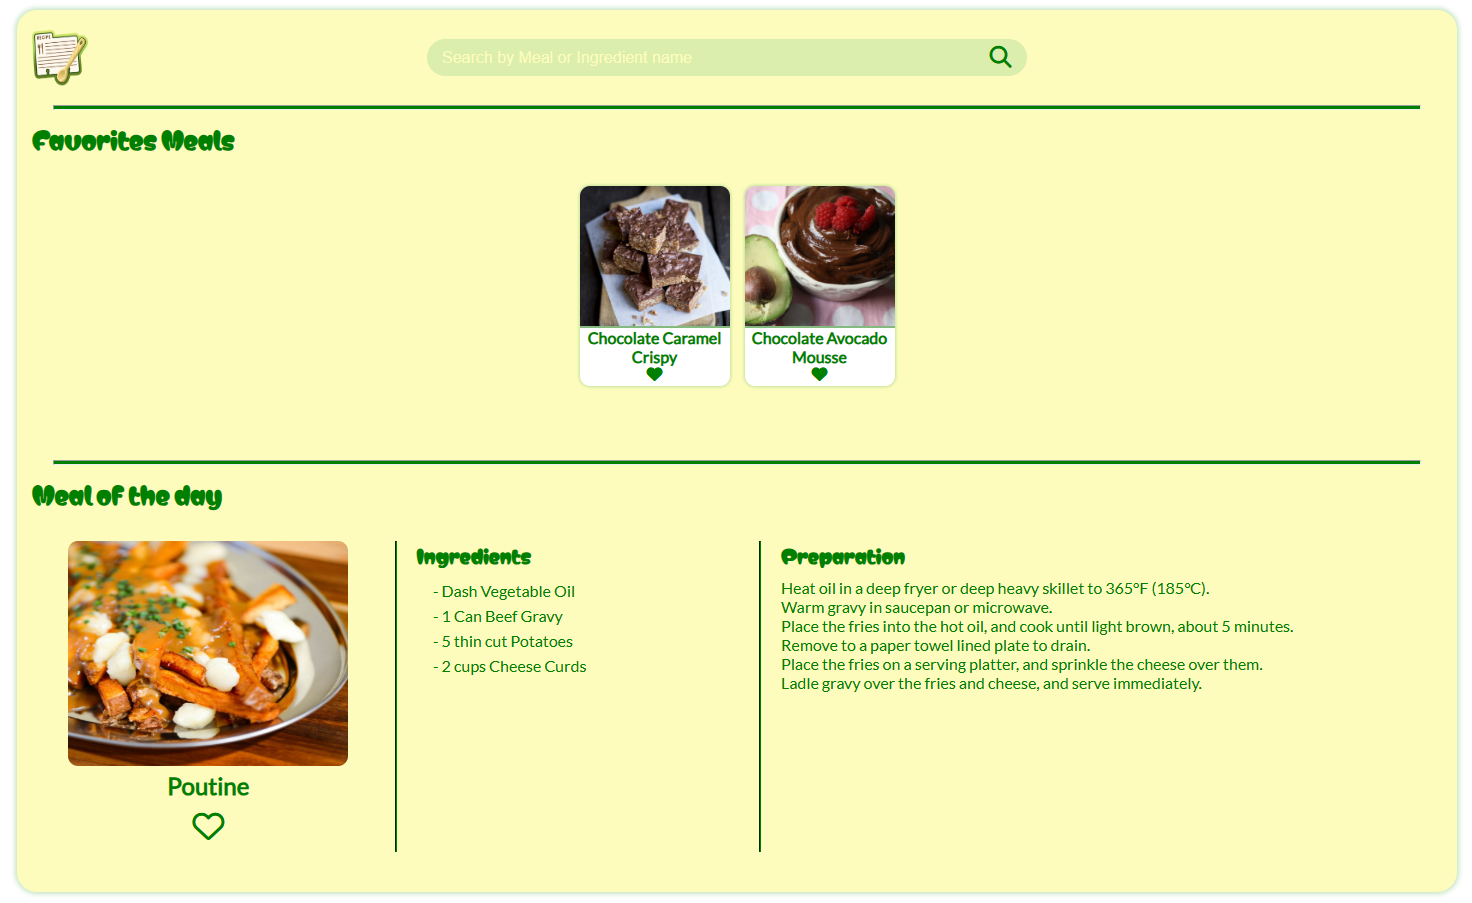 RECIPE
Search by Meal or Ingredient name
Favorites Meals
Chocolate Caramel
Crispy
Chocolate Avocado
Mousse
Meal of the day
Poutine
Ingredients
- Dash Vegetable Oil
- 1 Can Beef Gravy
- 5 thin cut Potatoes
- 2 cups Cheese Curds
Preparation
Heat oil in a deep fryer or deep heavy skillet to 365°F (185°C).
Warm gravy in saucepan or microwave.
Place the fries into the hot oil, and cook until light brown, about 5 minutes.
Remove to a paper towel lined plate to drain.
Place the fries on a serving platter, and sprinkle the cheese over them.
Ladle gravy over the fries and cheese, and serve immediately.